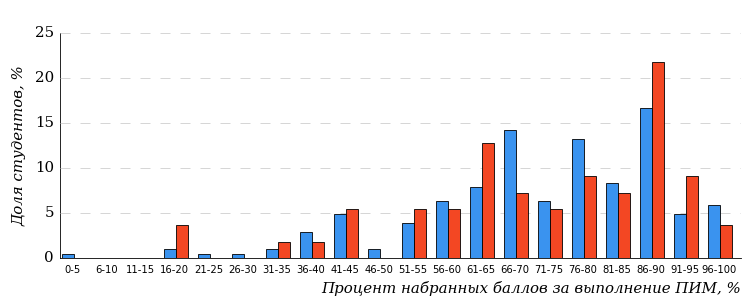 25
20
15
10
5
0
Доля студентов, %
0-5 6-10 11-15 16-20 21-25 26-30 31-35 36-40 41-45 46-50 51-55 56-60 61-65 66-70 71-75 76-80 81-85 86-90 91-95 96-100
Процент набранных баллов за выполнение ПИМ, %